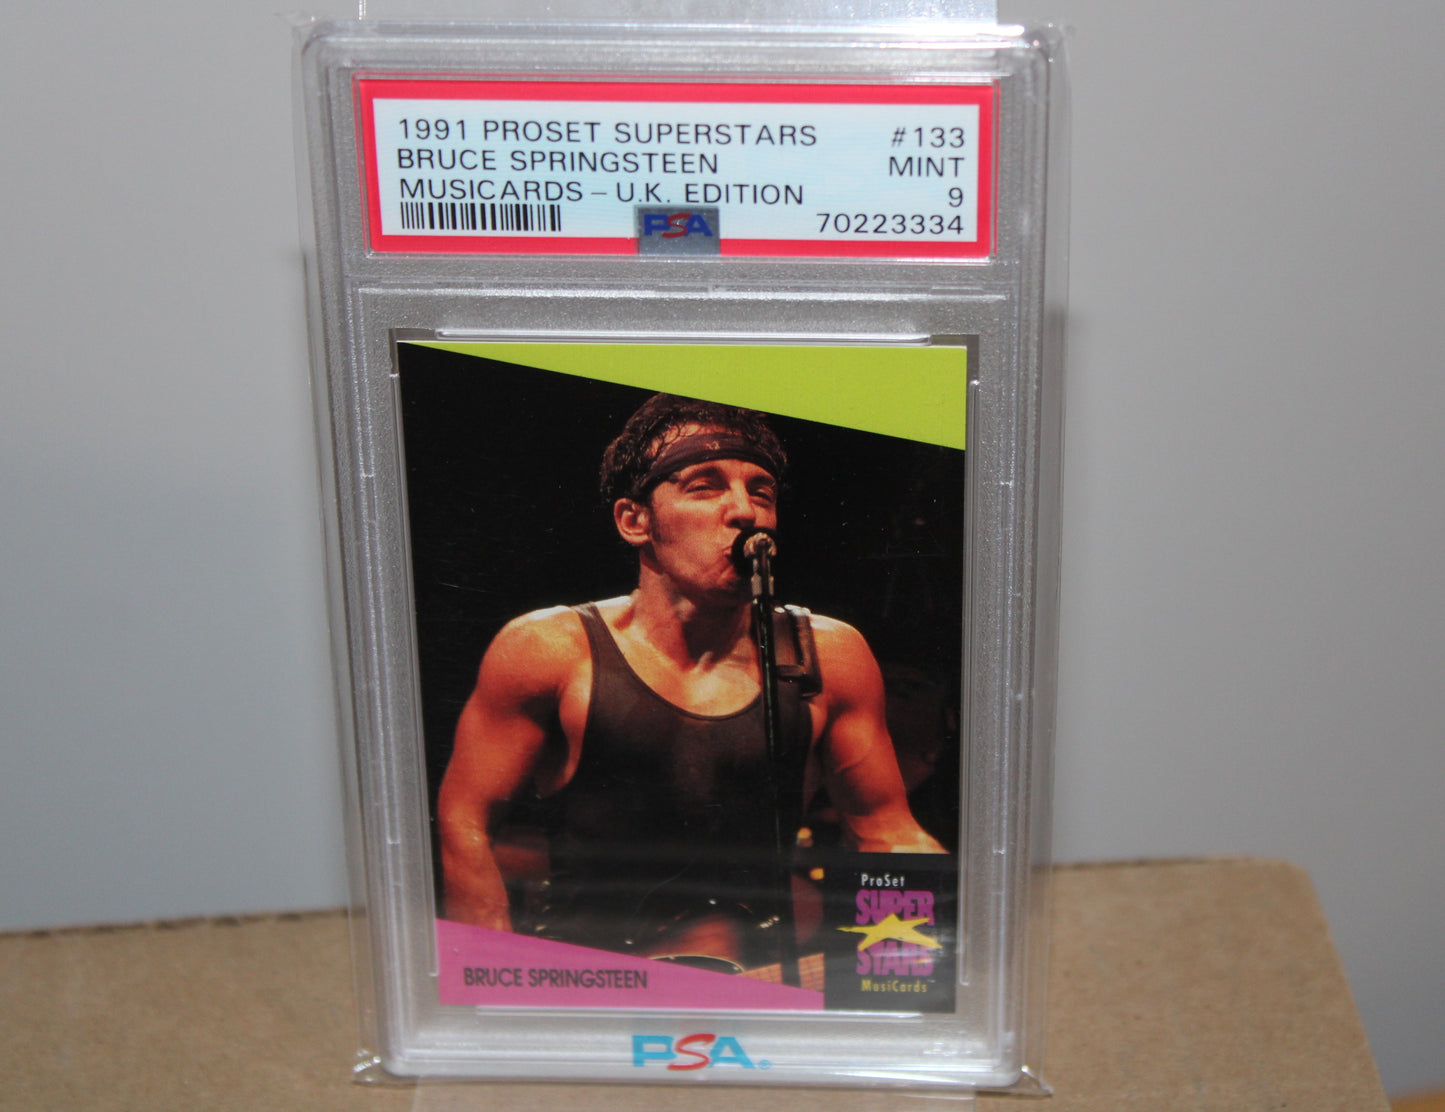 1991 PROSET SUPERSTARS #133
BRUCE SPRINGSTEEN MINT
MUSICARDS – U.K. EDITION 9
PSA 70223334
ProSet
SUPER
STARS
MusiCards
BRUCE SPRINGSTEEN
PSA®